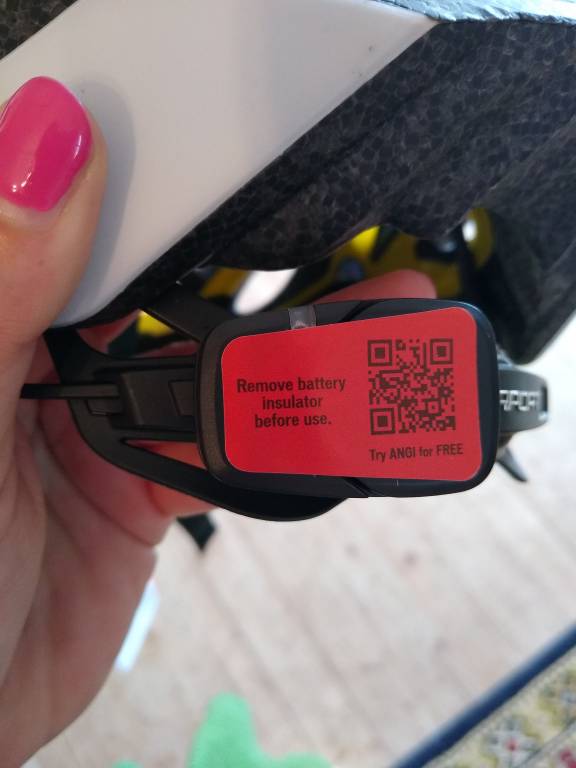 Remove battery
insulator
before use.
Try ANGI for FREE